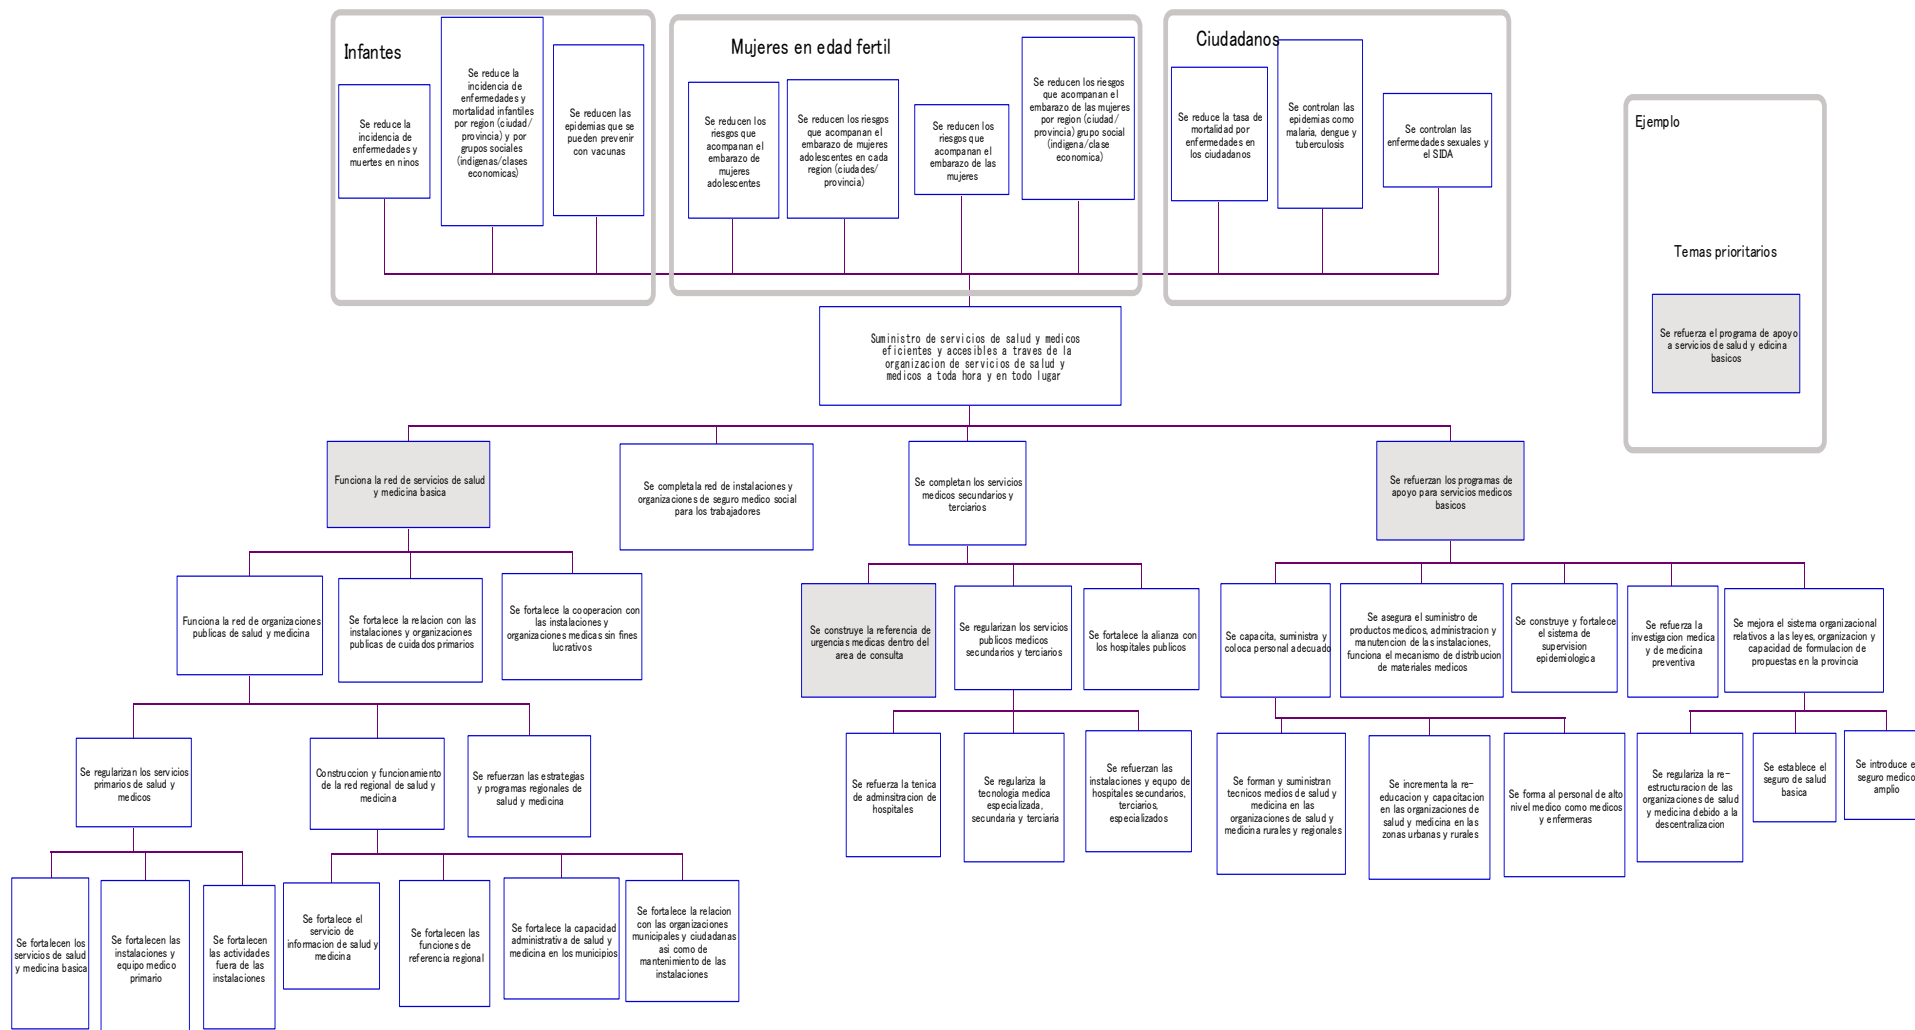 Infantes
Se reduce la
incidencia de
enfermedades y
muertes en ninos
Se reduce la
incidencia de
enfermedades y
mortalidad infantiles
por region (ciudad/
provincia) y por
grupos sociales
(indigenas/clases
economicas)
Se reducen las
epidemias que se
pueden prevenir
con vacunas
Mujeres en edad fertil
Se reducen los
riesgos que
acompanan el
embarazo de
mujeres
adolescentes
Se reducen los riesgos
que acompanan el
embarazo de mujeres
adolescentes en cada
region (ciudades/
provincia)
Se reducen los
riesgos que
acompanan el
embarazo de las
mujeres
Se reducen los riesgos
que acompanan el
embarazo de las mujeres
por region (ciudad/
provincia) grupo social
(indigena/clase
economica)
Ciudadanos
Se reduce la tasa de
mortalidad por
enfermedades en
los ciudadanos
Se controlan las
epidemias como
malaria, dengue y
tuberculosis
Se controlan las
enfermedades sexuales y
el SIDA
Ejemplo
Temas prioritarios
Se refuerza el programa de apoyo
a servicios de salud y edicina
basicos
Suministro de servicios de salud y medicos
eficientes y accesibles a traves de la
organizacion de servicios de salud y
medicos a toda hora y en todo lugar
Funciona la red de servicios de salud
y medicina basica
Se completala red de instalaciones y
organizaciones de seguro medico social
para los trabajadores
Se completan los servicios
medicos secundarios y
terciarios
Se refuerzan los programas de
apoyo para servicios medicos
basicos
Funciona la red de organizaciones
publicas de salud y medicina
Se fortalece la relacion con las
instalaciones y organizaciones
publicas de cuidados primarios
Se fortalece la cooperacion con
las instalaciones y
organizaciones medicas sin fines
lucrativos
Se construye la referencia de
urgencias medicas dentro del
area de consulta
Se regularizan los servicios
publicos medicos
secundarios y terciarios
Se fortalece la alianza con
los hospitales publicos
Se capacita, suministra y
coloca personal adecuado
Se asegura el suministro de
productos medicos, administracion y
manutencion de las instalaciones,
funciona el mecanismo de distribucion
de materiales medicos
Se construye y fortalece
el sistema de
supervision
epidemiologica
Se refuerza la
investigacion medica
y de medicina
preventiva
Se mejora el sistema organizacional
relativos a las leyes, organizacion y
capacidad de formulacion de
propuestas en la provincia
Se regularizan los servicios
primarios de salud y
medicos
Construccion y funcionamiento
de la red regional de salud y
medicina
Se refuerzan las estrategias
y programas regionales de
salud y medicina
Se refuerza la tenica
de adminsitracion de
hospitales
Se regulariza la
tecnologia medica
especializada,
secundaria y terciaria
Se refuerzan las
instalaciones y equpo de
hospitales secundarios,
terciarios,
especializados
Se forman y suministran
tecnicos medios de salud y
medicina en las
organizaciones de salud y
medicina rurales y regionales
Se incrementa la re-
educacion y capacitacion
en las organizaciones de
salud y medicina en las
zonas urbanas y rurales
Se forma al personal de alto
nivel medico como medicos
y enfermeras
Se regulariza la re-
estructuracion de las
organizaciones de salud
y medicina debido a la
descentralizacion
Se establece el
seguro de salud
basica
Se introduce e
seguro medico
amplio
Se fortalecen los
servicios de salud
y medicina basica
Se fortalecen las
instalaciones y
equipo medico
primario
Se fortalecen
las actividades
fuera de las
instalaciones
Se fortalece el
servicio de
informacion de salud y
medicina
Se fortalecen las
funciones de
referencia regional
Se fortalece la capacidad
administrativa de salud y
medicina en los municipios
Se fortalece la relacion
con las organizaciones
municipales y ciudadanas
asi como de
mantenimiento de las
instalaciones